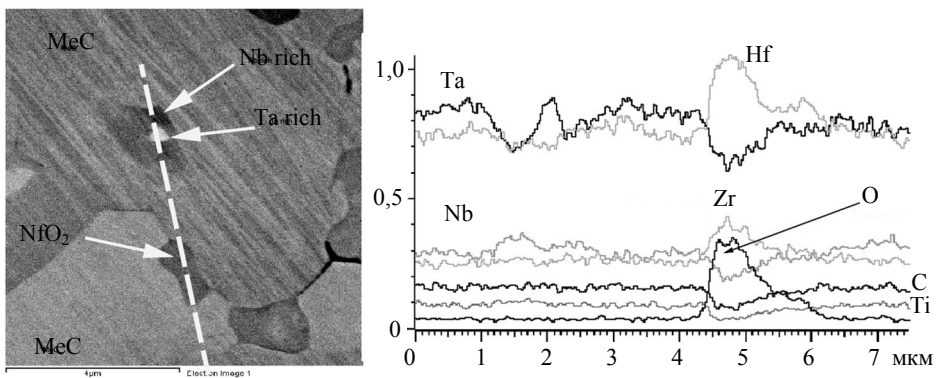 MeC
Nb rich
Ta rich
NfO₂
MeC
4µm
Electron Image 1
Ta
Hf
1,0
0,5
Nb
Zr
O
C
Ti
0
0 1 2 3 4 5 6 7 мкм